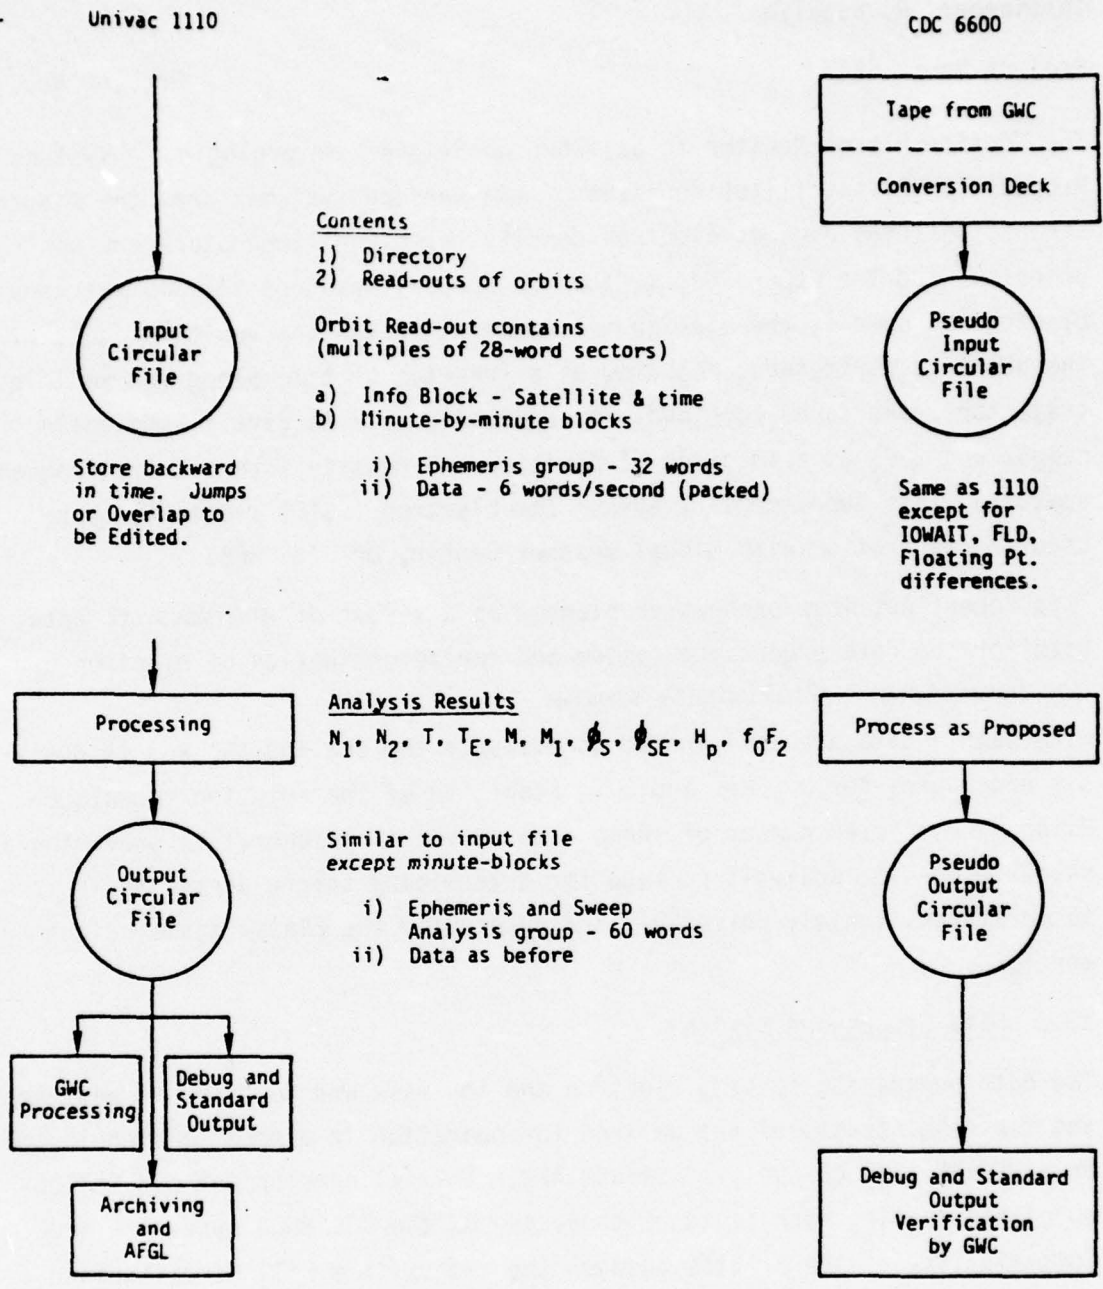 Univac 1110
CDC 6600
Tape from GWC
Conversion Deck
Contents
1) Directory
2) Read-outs of orbits
Orbit Read-out contains
(multiples of 28-word sectors)
a) Info Block - Satellite & time
b) Minute-by-minute blocks
i) Ephemeris group - 32 words
ii) Data - 6 words/second (packed)
Input
Circular
File
Pseudo
Input
Circular
File
Store backward
in time. Jumps
or Overlap to
be Edited.
Same as 1110
except for
IOWAIT, FLD,
Floating Pt.
differences.
Processing
Analysis Results
N1, N2, T, TE, M, M1, ϕS, ϕSE, Hp, f0F2
Process as Proposed
Output
Circular
File
Similar to input file
except minute-blocks
i) Ephemeris and Sweep
Analysis group - 60 words
ii) Data as before
Pseudo
Output
Circular
File
GWC
Processing
Debug and
Standard
Output
Archiving
and
AFGL
Debug and Standard
Output
Verification
by GWC